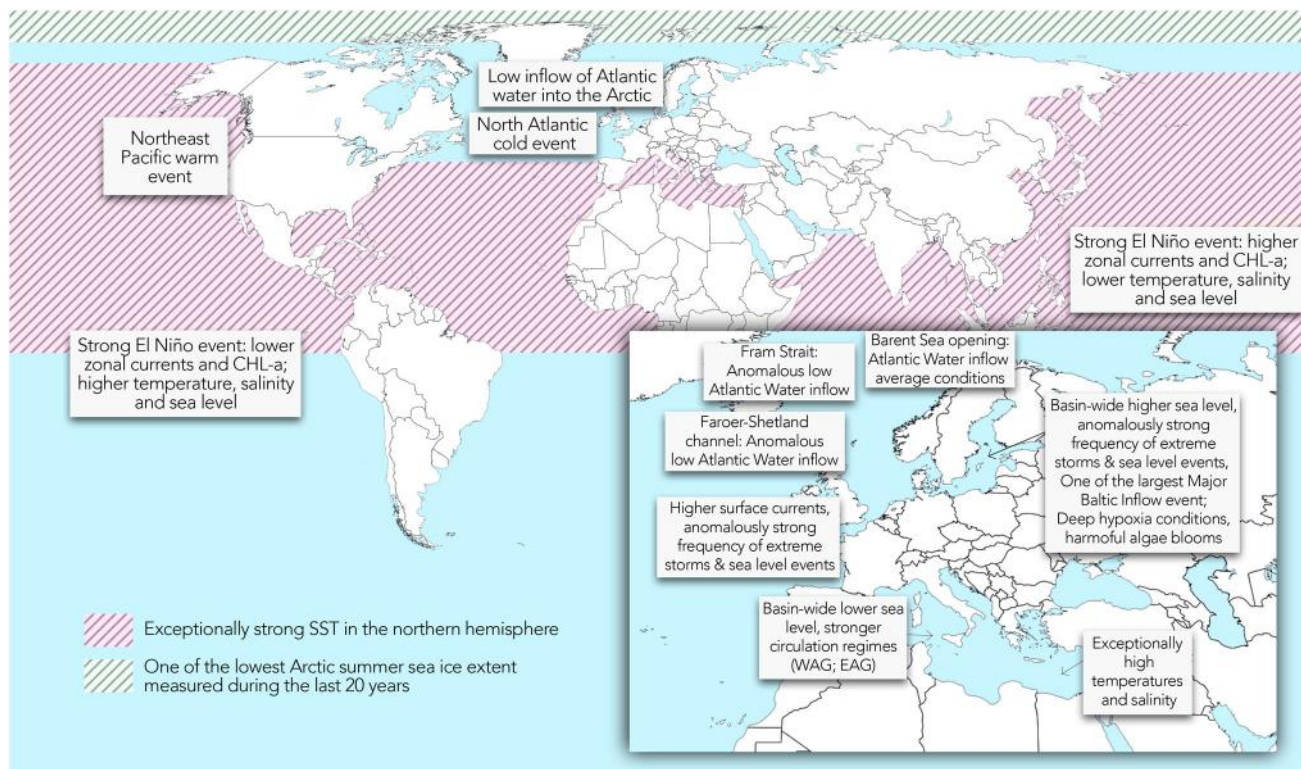 Low inflow of Atlantic
water into the Arctic
North Atlantic
cold event
Northeast
Pacific warm
event
Strong El Niño event: higher
zonal currents and CHL-a;
lower temperature, salinity
and sea level
Strong El Niño event: lower
zonal currents and CHL-a;
higher temperature, salinity
and sea level
Fram Strait:
Anomalous low
Atlantic Water inflow
Barent Sea opening:
Atlantic Water inflow
average conditions
Faroer-Shetland
channel: Anomalous
low Atlantic Water inflow
Basin-wide higher sea level,
anomalously strong
frequency of extreme
storms & sea level events,
One of the largest Major
Baltic Inflow event;
Deep hypoxia conditions,
harmoful algae blooms
Higher surface currents,
anomalously strong
frequency of extreme
storms & sea level events
Basin-wide lower sea
level, stronger
circulation regimes
(WAG; EAG)
Exceptionally
high
temperatures
and salinity
Exceptionally strong SST in the northern hemisphere
One of the lowest Arctic summer sea ice extent
measured during the last 20 years